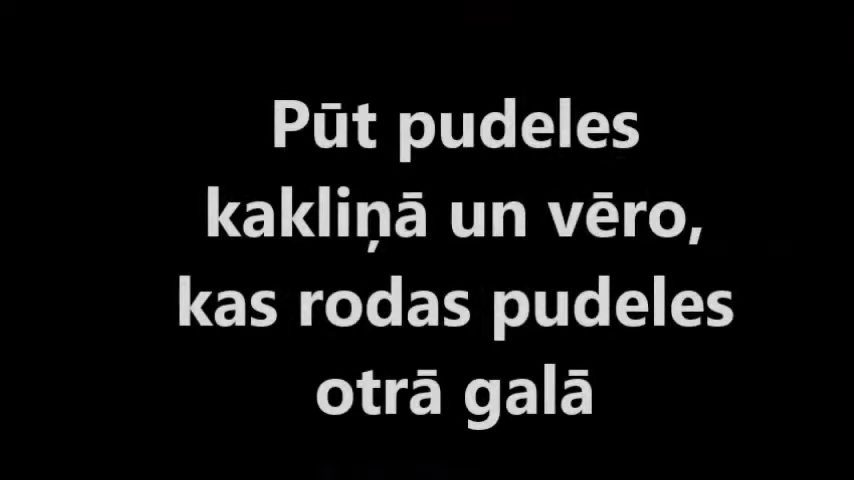 Pūt pudeles
kakliņā un vēro,
kas rodas pudeles
otrā galā